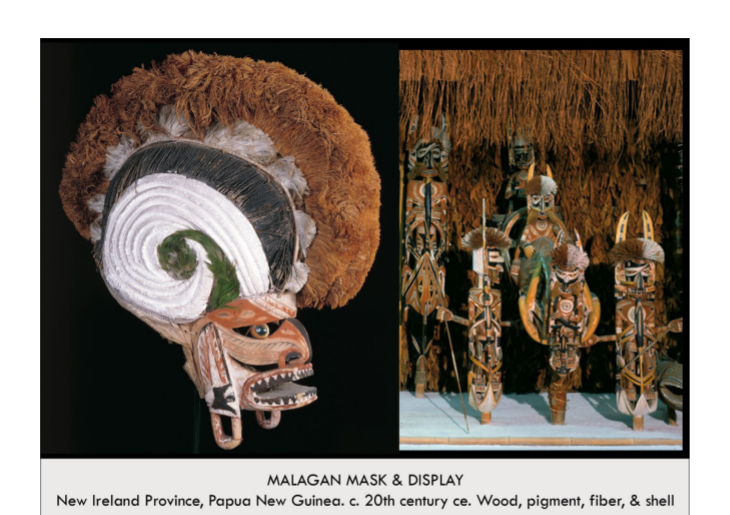 MALAGAN MASK & DISPLAY
New Ireland Province, Papua New Guinea. c. 20th century ce. Wood, pigment, fiber, & shell